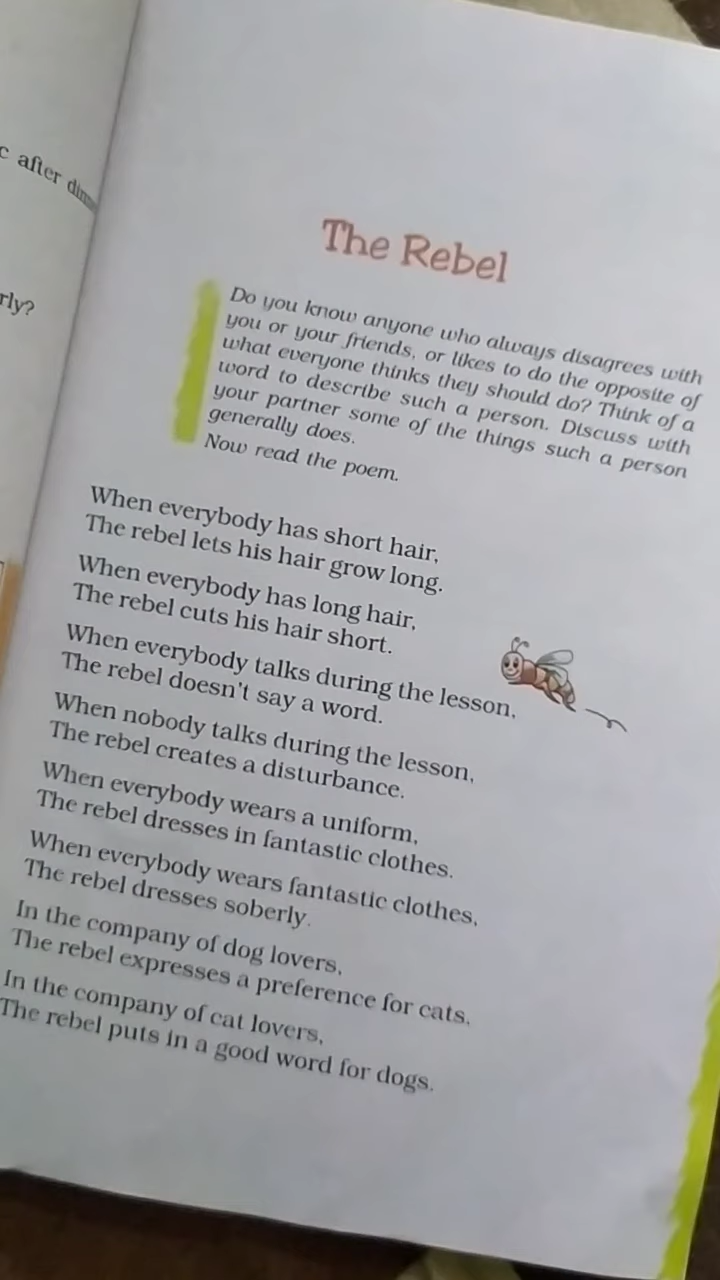 c after
rly?
The Rebel
Do you know anyone who always disagrees with
you or your friends, or likes to do the opposite of
what everyone thinks they should do? Think of a
word to describe such a person. Discuss with
your partner some of the things such a person
generally does.
Now read the poem.
When everybody has short hair,
The rebel lets his hair grow long.
When everybody has long hair,
The rebel cuts his hair short.
When everybody talks during the lesson,
The rebel doesn't say a word.
When nobody talks during the lesson,
The rebel creates a disturbance.
When everybody wears a uniform,
The rebel dresses in fantastic clothes.
When everybody wears fantastic clothes,
The rebel dresses soberly.
In the company of dog lovers,
The rebel expresses a preference for cats.
In the company of cat lovers,
The rebel puts in a good word for dogs.